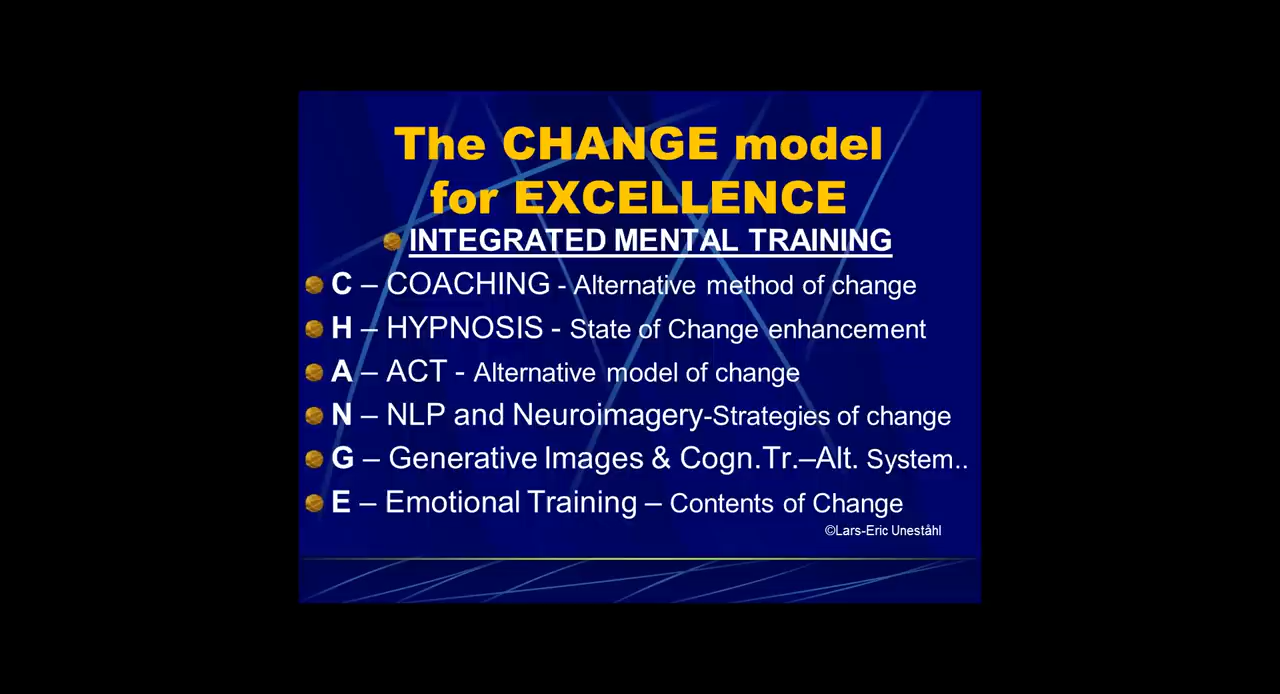 The CHANGE model
for EXCELLENCE
INTEGRATED MENTAL TRAINING
C – COACHING - Alternative method of change
H – HYPNOSIS - State of Change enhancement
A – ACT - Alternative model of change
N – NLP and Neuroimagery-Strategies of change
G – Generative Images & Cogn.Tr.–Alt. System..
E – Emotional Training – Contents of Change
©Lars-Eric Uneståhl